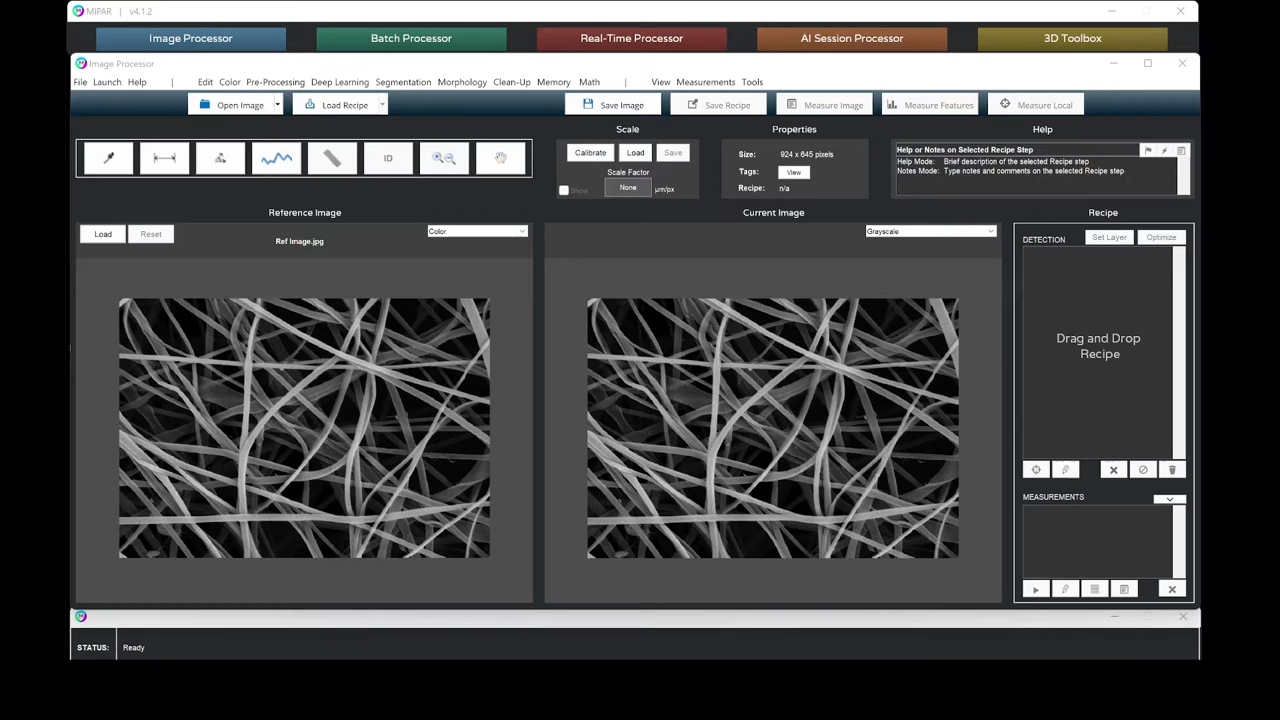 MIPAR | v4.1.2
Image Processor
Batch Processor
Real-Time Processor
AI Session Processor
3D Toolbox
Image Processor
File Launch Help | Edit Color Pre-Processing Deep Learning Segmentation Morphology Clean-Up Memory Math | View Measurements Tools
Open Image
Load Recipe
Save Image
Save Recipe
Measure Image
Measure Features
Measure Local
Scale
Properties
Help
ID
Calibrate
Load
Save
Scale Factor
Show
None
µm/px
Size: 924 x 645 pixels
Tags: View
Recipe: n/a
Help or Notes on Selected Recipe Step
Help Mode: Brief description of the selected Recipe step
Notes Mode: Type notes and comments on the selected Recipe step
Reference Image
Current Image
Recipe
Load
Reset
Ref Image.jpg
Color
Grayscale
DETECTION
Set Layer
Optimize
Drag and Drop
Recipe
MEASUREMENTS
STATUS:
Ready